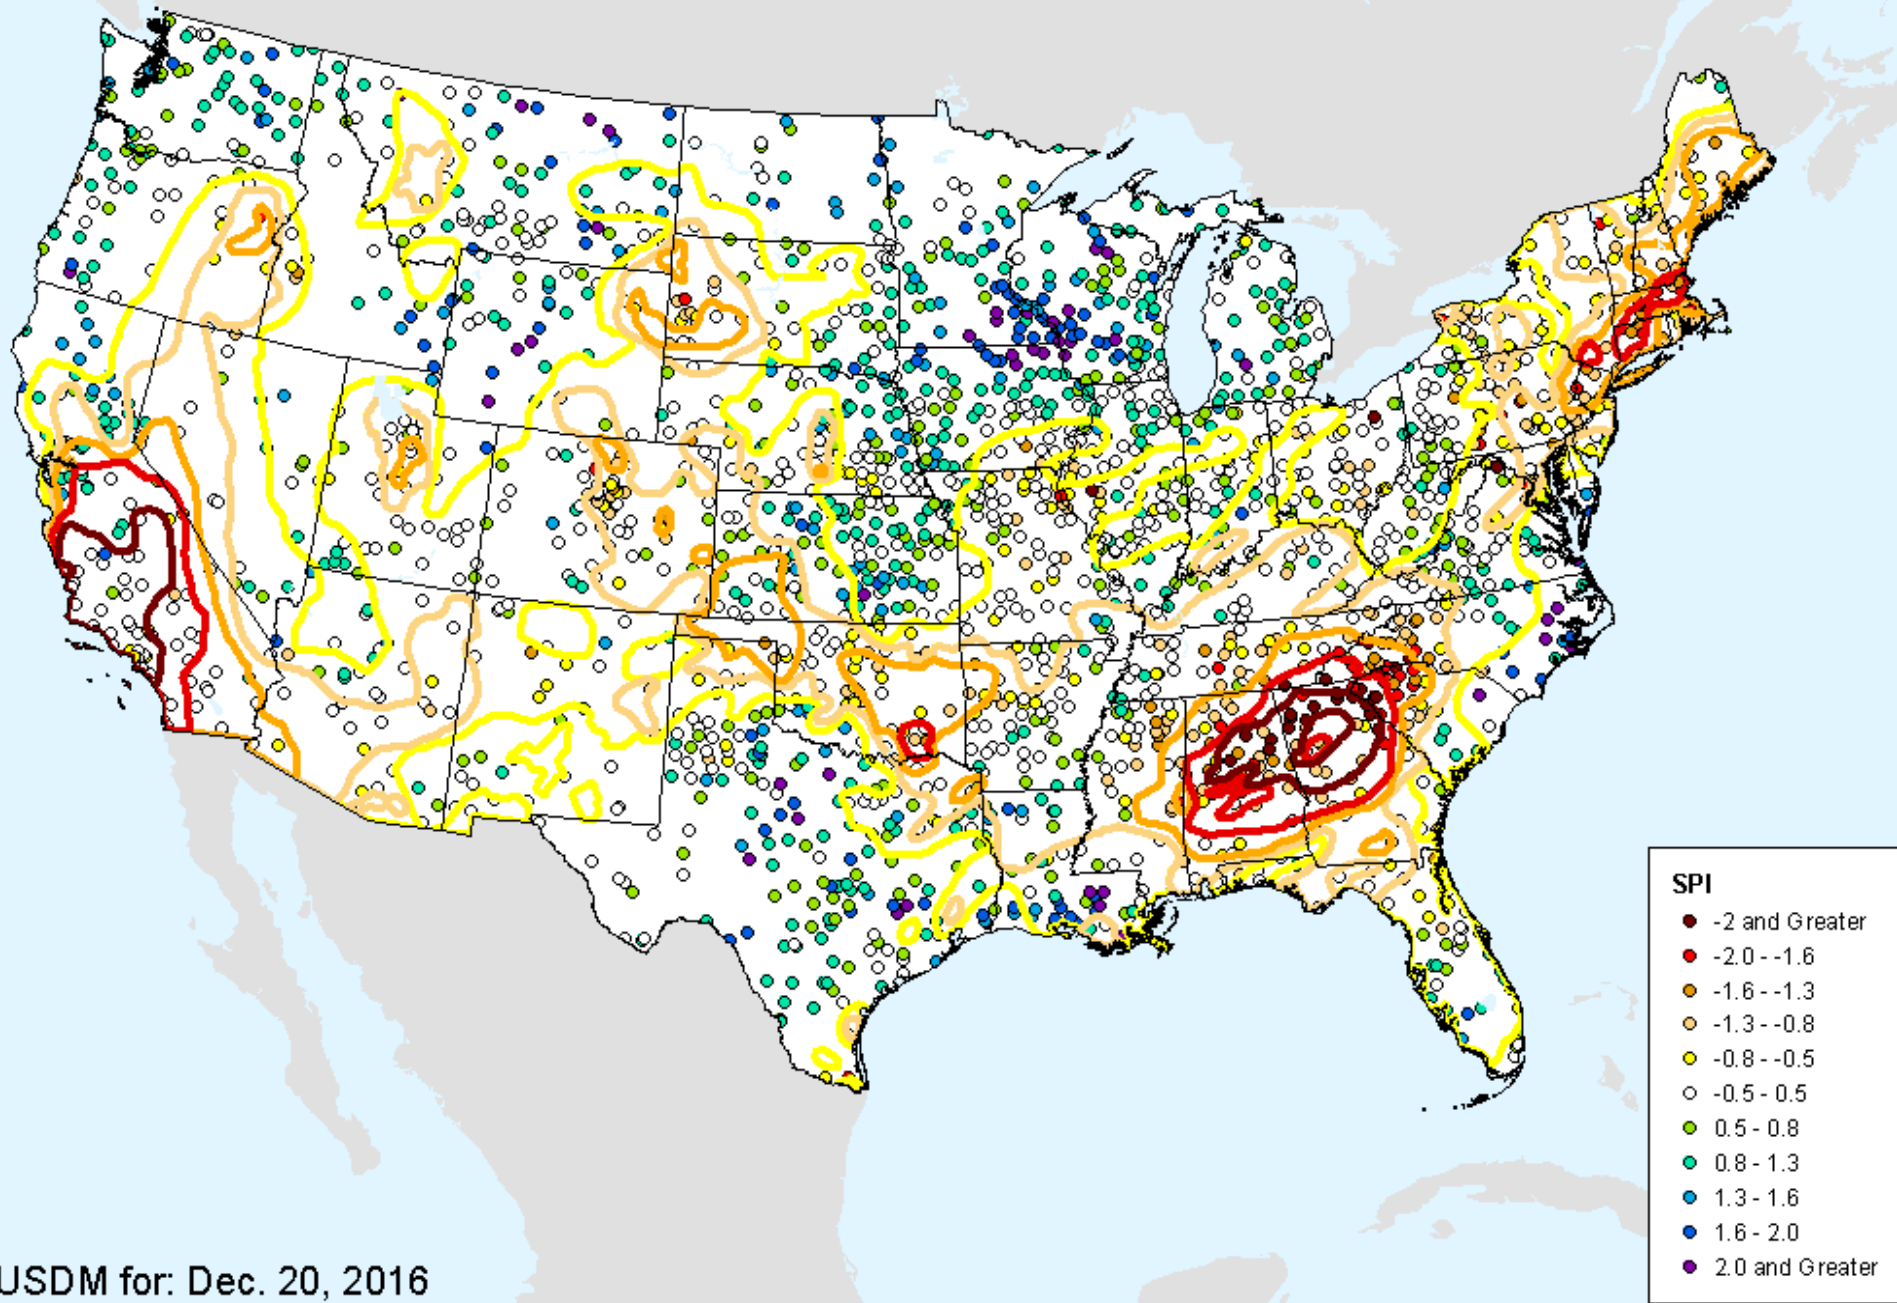 SPI
-2 and Greater
-2.0 - -1.6
-1.6 - -1.3
-1.3 - -0.8
-0.8 - -0.5
-0.5 - 0.5
0.5 - 0.8
0.8 - 1.3
1.3 - 1.6
1.6 - 2.0
2.0 and Greater
USDM for: Dec. 20, 2016